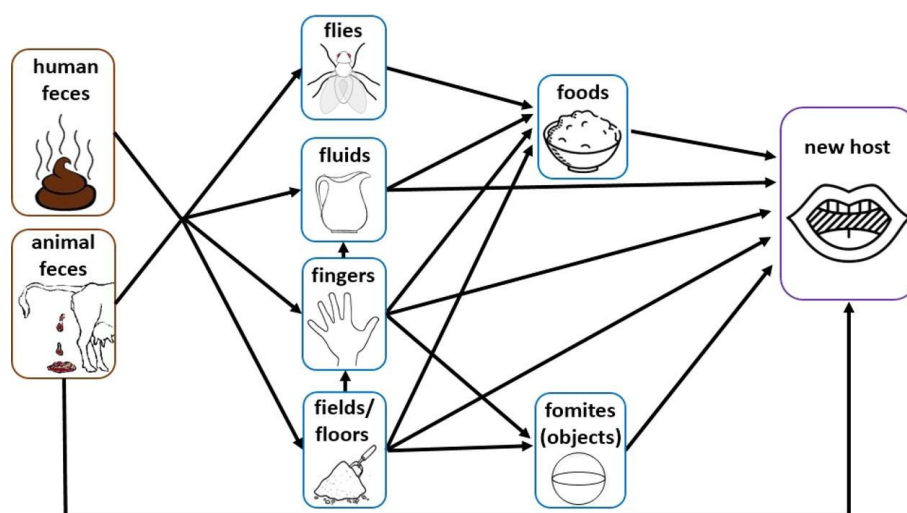 human
feces
animal
feces
flies
fluids
fingers
fields/
floors
foods
fomites
(objects)
new host